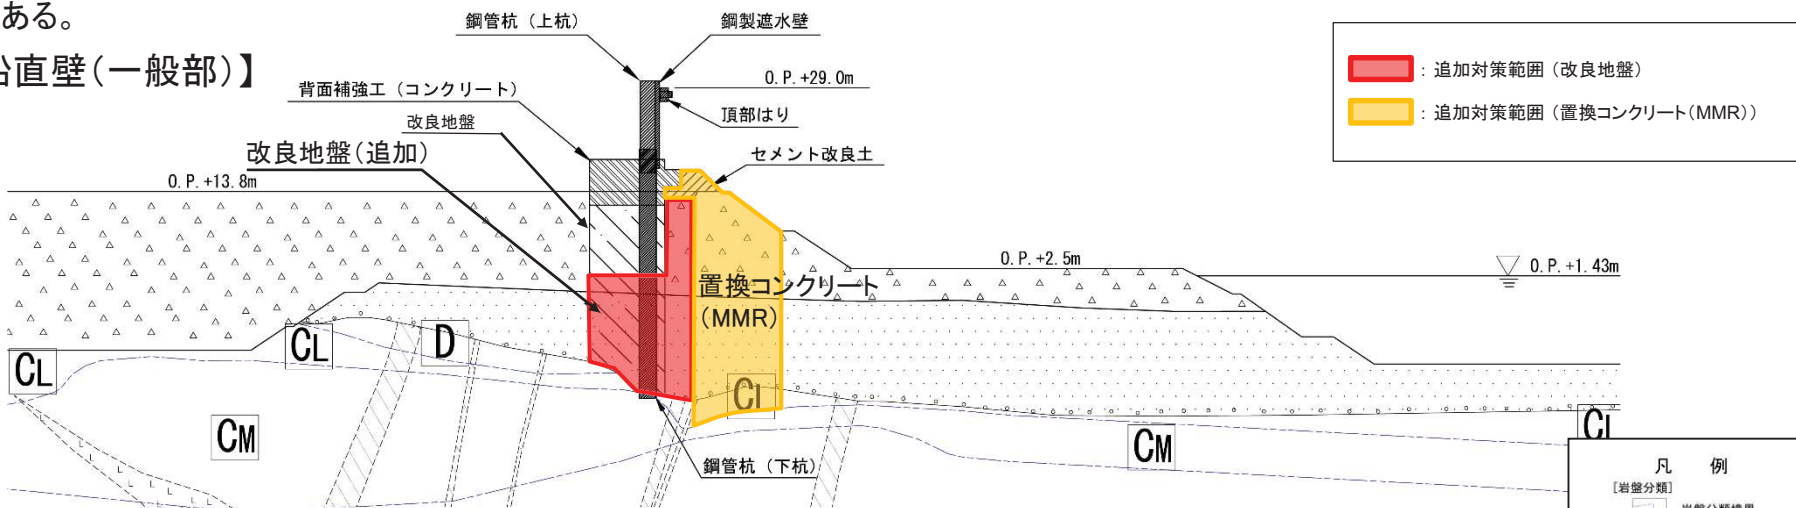 ある。
鉛直壁(一般部)】
鋼管杭（上杭）
鋼製遮水壁
O.P.+29.0m
背面補強工（コンクリート）
頂部はり
改良地盤
改良地盤(追加)
セメント改良土
O.P.+13.8m
：追加対策範囲（改良地盤）
：追加対策範囲（置換コンクリート(MMR)）
O.P.+2.5m
O.P.+1.43m
置換コンクリート
（MMR）
CL
CL
D
CM
CM
鋼管杭（下杭）
凡　例
[岩盤分類]